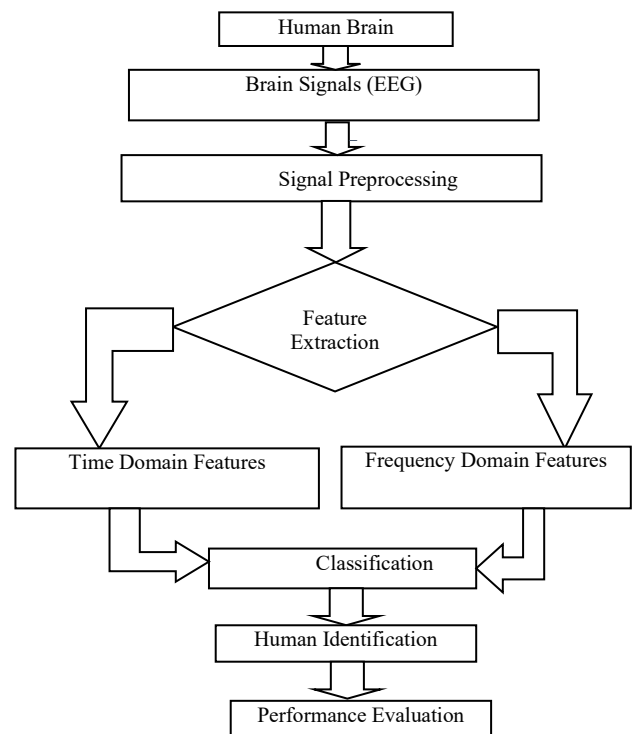 Human Brain
Brain Signals (EEG)
Signal Preprocessing
Feature
Extraction
Time Domain Features
Frequency Domain Features
Classification
Human Identification
Performance Evaluation